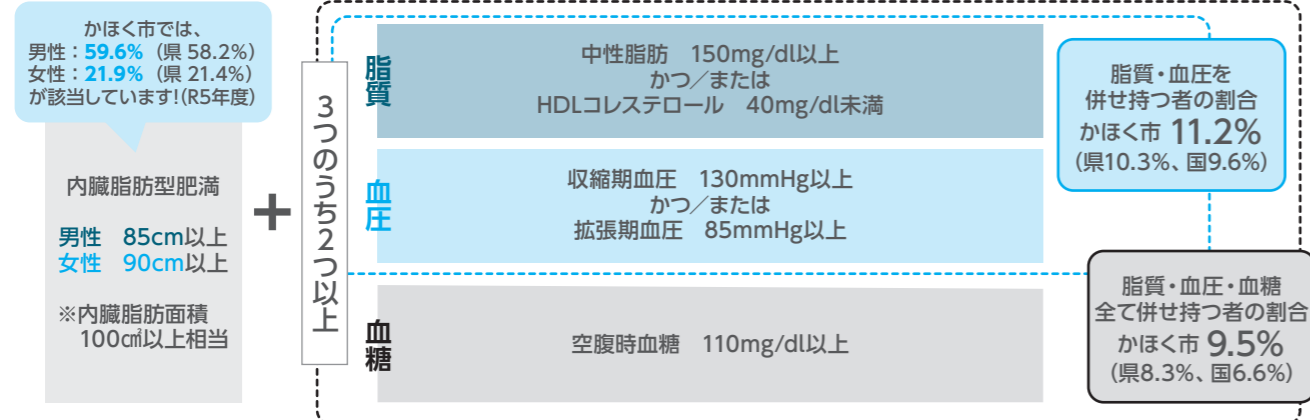 かほく市では、
男性：59.6%（県 58.2%）
女性：21.9%（県 21.4%）
が該当しています!(R5年度)
内臓脂肪型肥満
男性　85cm以上
女性　90cm以上
※内臓脂肪面積
100㎠以上相当
＋
3つのうち2つ以上
脂質
中性脂肪　150mg/dl以上
かつ／または
HDLコレステロール　40mg/dl未満
血圧
収縮期血圧　130mmHg以上
かつ／または
拡張期血圧　85mmHg以上
血糖
空腹時血糖　110mg/dl以上
脂質・血圧を
併せ持つ者の割合
かほく市 11.2%
（県10.3%、国9.6%）
脂質・血圧・血糖
全て併せ持つ者の割合
かほく市 9.5%
（県8.3%、国6.6%）